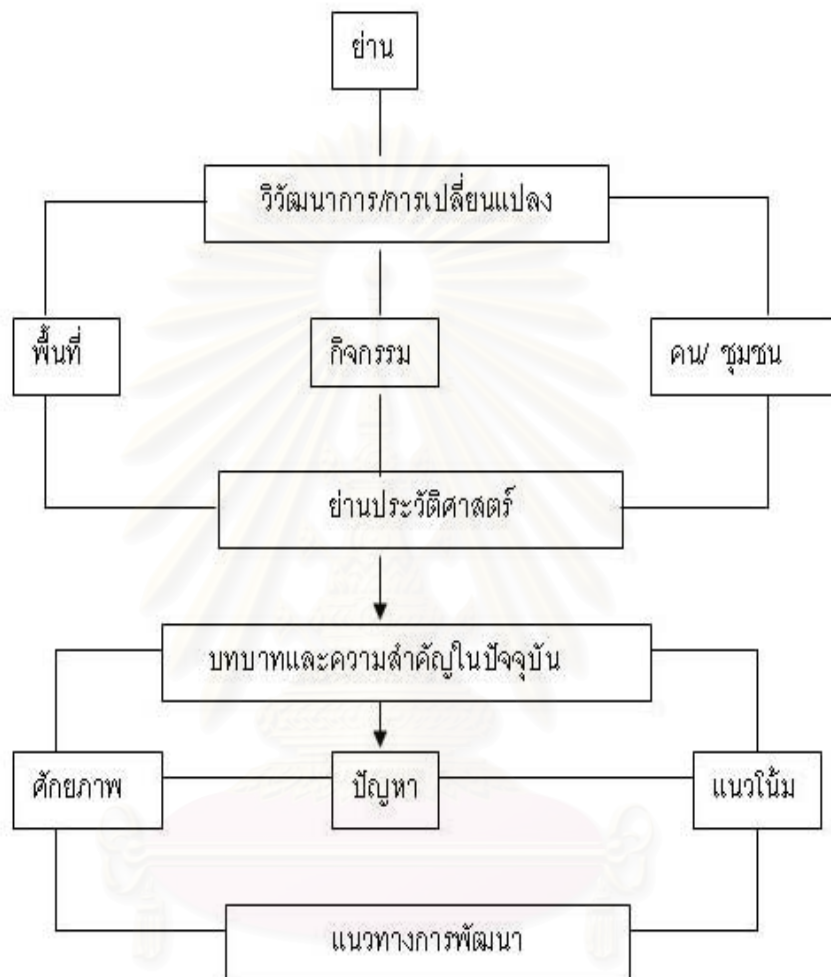 ย่าน
วิวัฒนาการ/การเปลี่ยนแปลง
พื้นที่
กิจกรรม
คน/ ชุมชน
ย่านประวัติศาสตร์
บทบาทและความสำคัญในปัจจุบัน
ศักยภาพ
ปัญหา
แนวโน้ม
แนวทางการพัฒนา